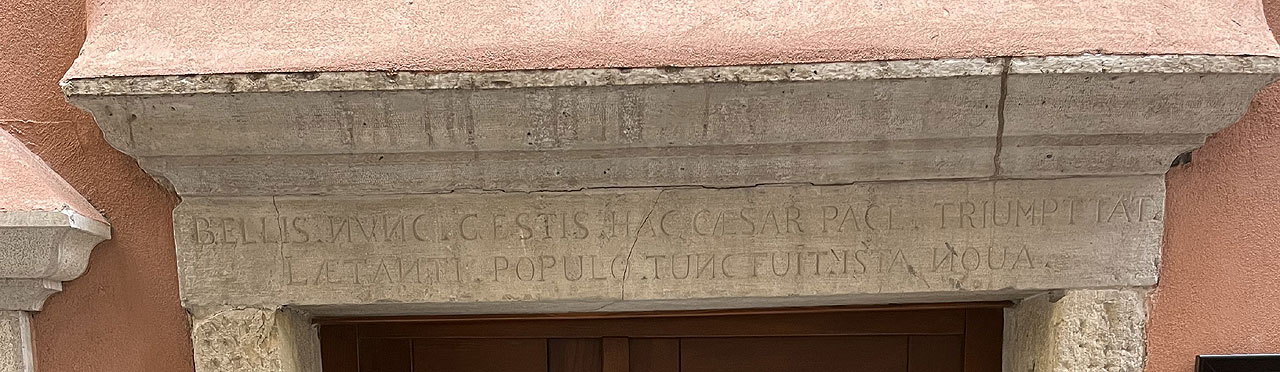 BELLIS . NVNC . GESTIS . HAC CÆSAR PACE . TRIUMPHAT .
LÆTANTI POPULO . TUNC FUIT . ISTA NOUA .